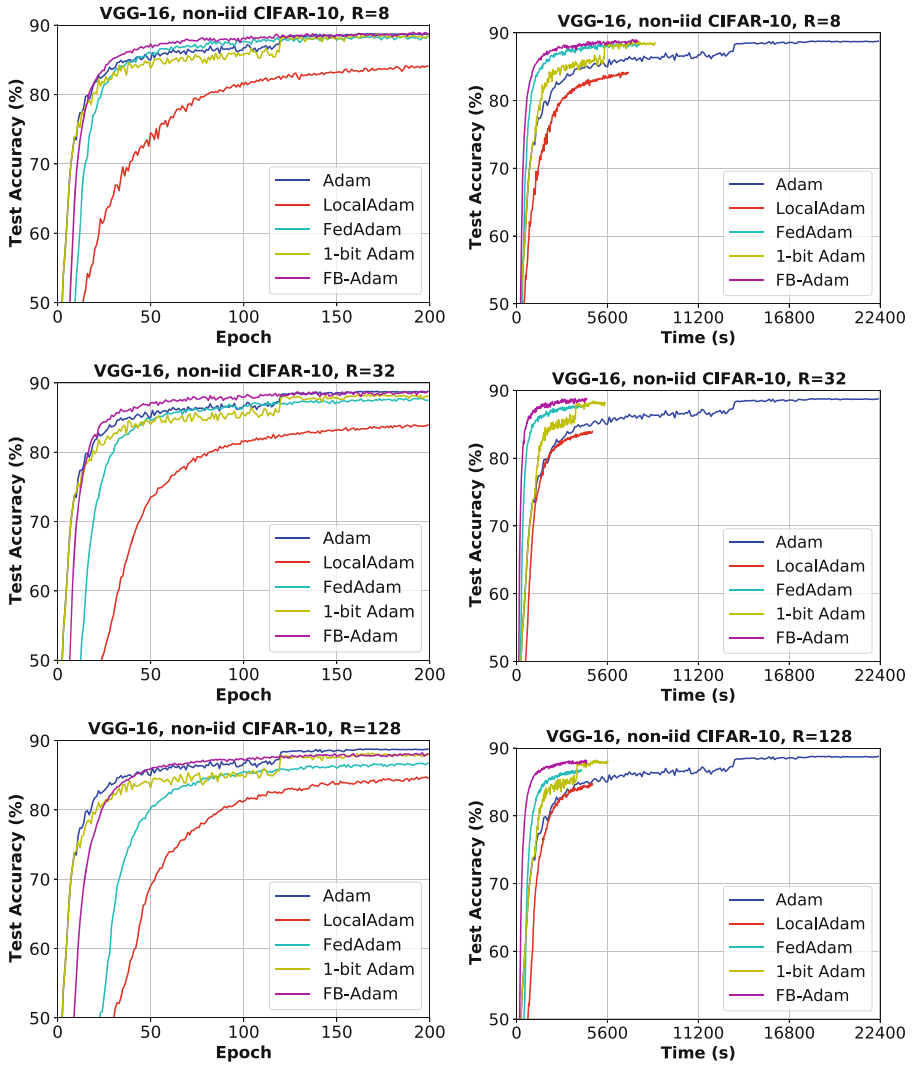 VGG-16, non-iid CIFAR-10, R=8
Test Accuracy (%)
90
80
70
60
50
0
50
100
150
200
Epoch
Adam
LocalAdam
FedAdam
1-bit Adam
FB-Adam
VGG-16, non-iid CIFAR-10, R=8
Test Accuracy (%)
90
80
70
60
50
0
5600
11200
16800
22400
Time (s)
Adam
LocalAdam
FedAdam
1-bit Adam
FB-Adam
VGG-16, non-iid CIFAR-10, R=32
Test Accuracy (%)
90
80
70
60
50
0
50
100
150
200
Epoch
Adam
LocalAdam
FedAdam
1-bit Adam
FB-Adam
VGG-16, non-iid CIFAR-10, R=32
Test Accuracy (%)
90
80
70
60
50
0
5600
11200
16800
22400
Time (s)
Adam
LocalAdam
FedAdam
1-bit Adam
FB-Adam
VGG-16, non-iid CIFAR-10, R=128
Test Accuracy (%)
90
80
70
60
50
0
50
100
150
200
Epoch
Adam
LocalAdam
FedAdam
1-bit Adam
FB-Adam
VGG-16, non-iid CIFAR-10, R=128
Test Accuracy (%)
90
80
70
60
50
0
5600
11200
16800
22400
Time (s)
Adam
LocalAdam
FedAdam
1-bit Adam
FB-Adam